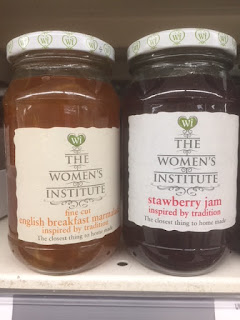 Wi
THE
WOMEN'S
INSTITUTE
fine cut
english breakfast marmalade
inspired by tradition
The closest thing to home made
Wi
THE
WOMEN'S
INSTITUTE
stawberry jam
inspired by tradition
The closest thing to home made